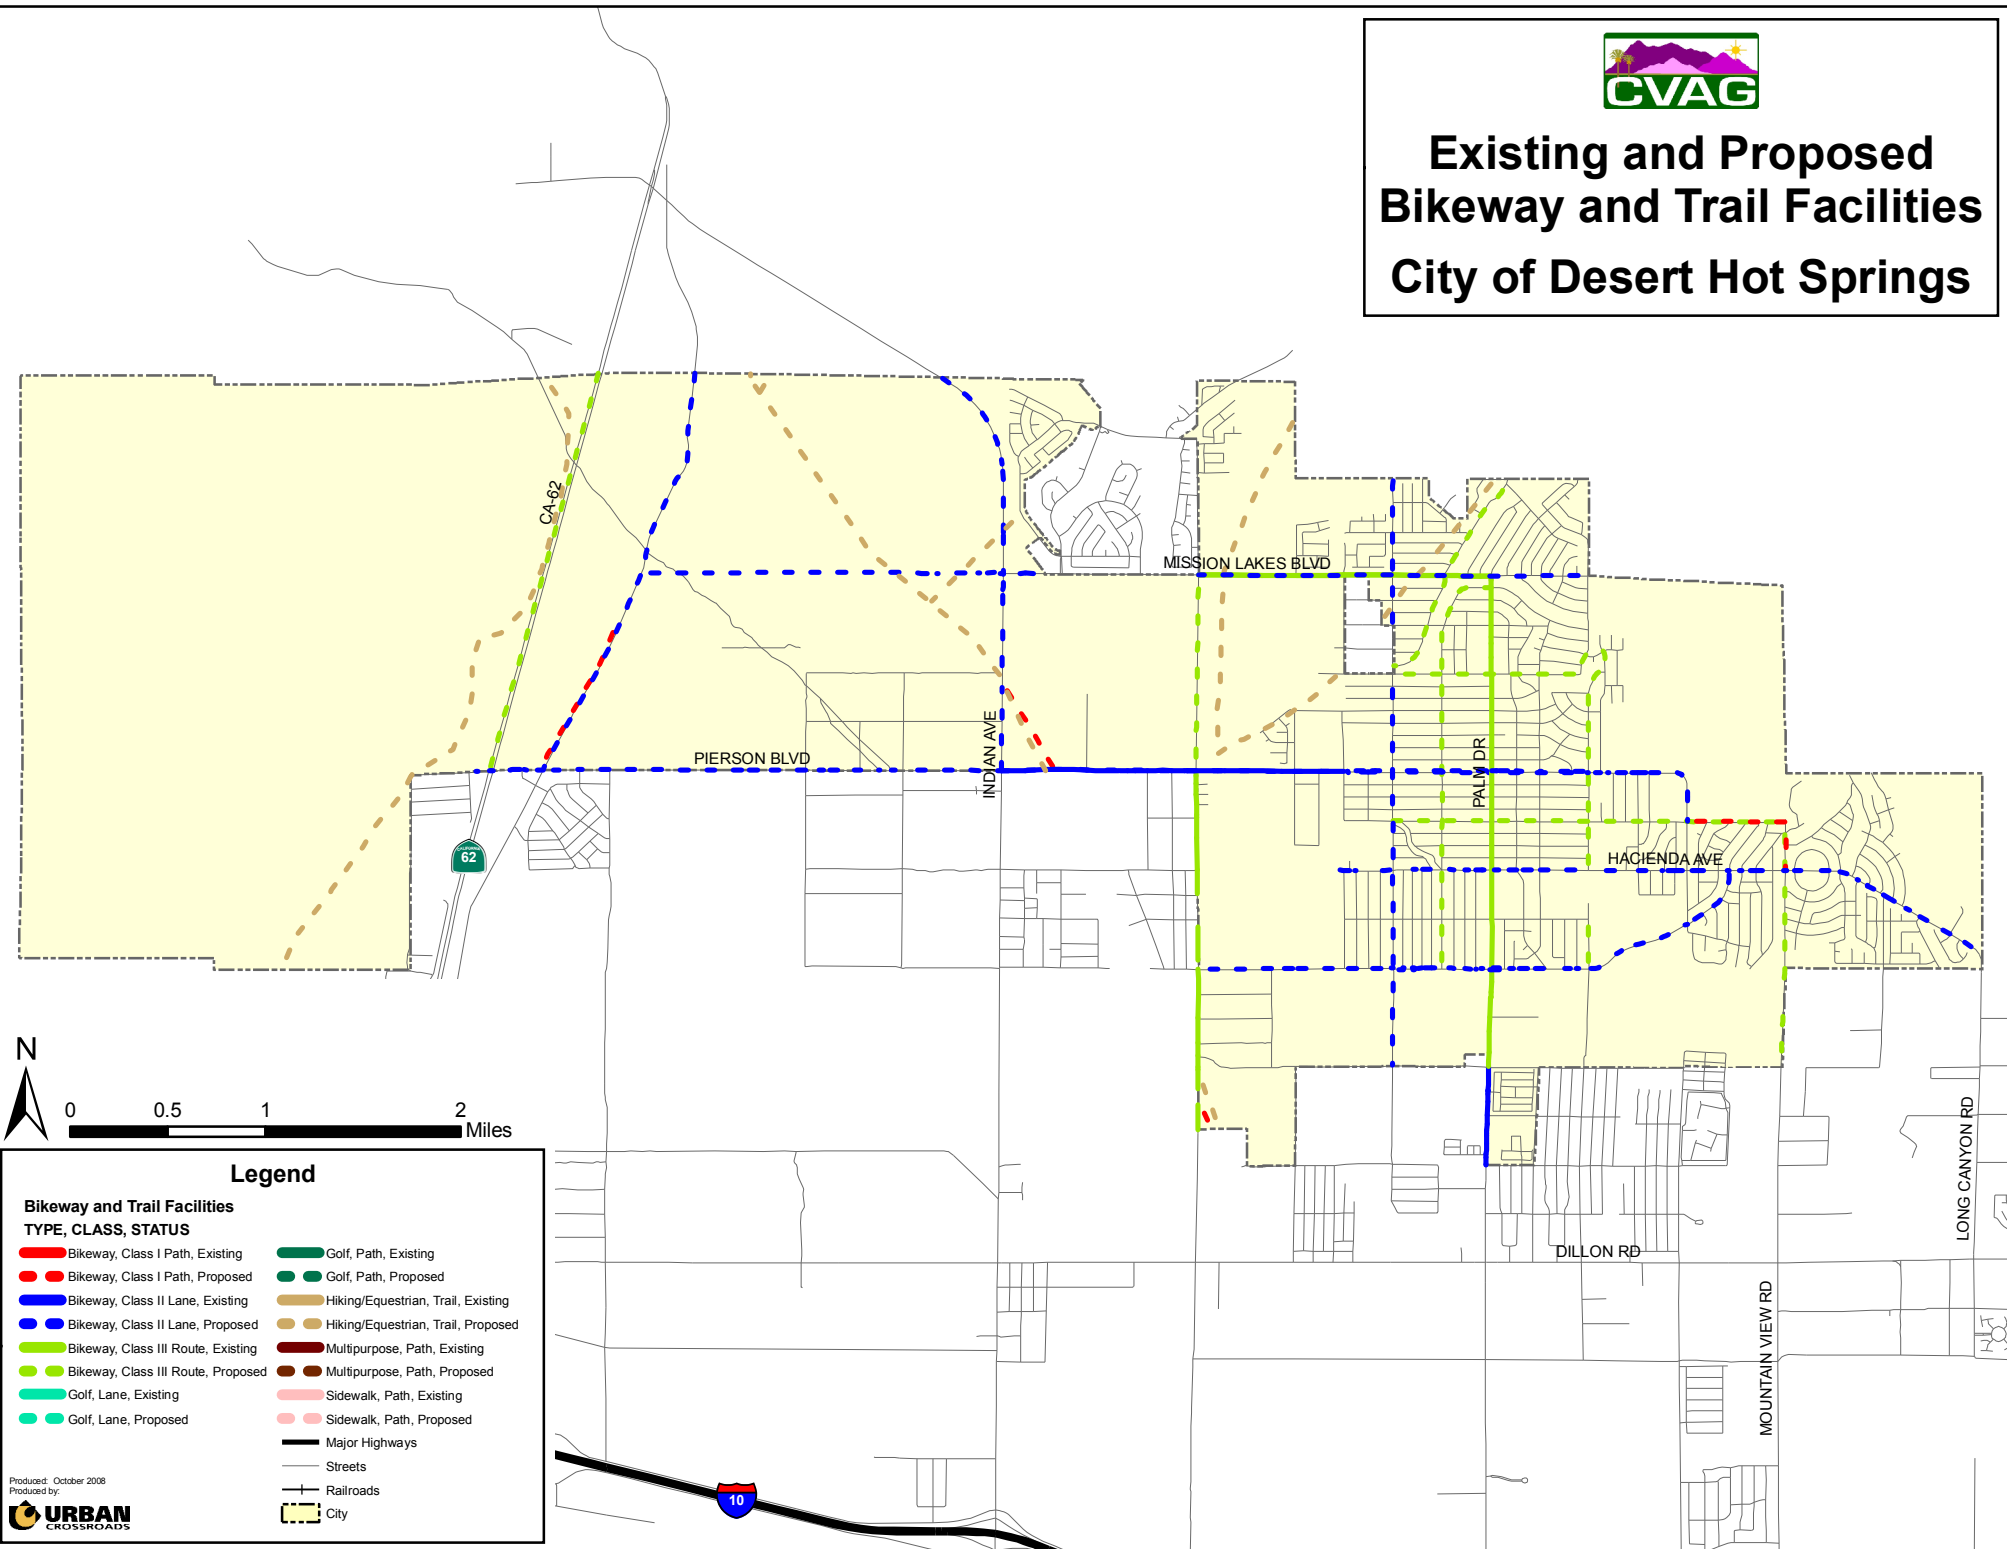 CVAG
Existing and Proposed
Bikeway and Trail Facilities
City of Desert Hot Springs
CA-62
MISSION LAKES BLVD
INDIAN AVE
PIERSON BLVD
PALM DR
HACIENDA AVE
CALIFORNIA
62
N
0 0.5 1 2
Miles
LONG CANYON RD
DILLON RD
MOUNTAIN VIEW RD
10
Legend
Bikeway and Trail Facilities
TYPE, CLASS, STATUS
Bikeway, Class I Path, Existing
Bikeway, Class I Path, Proposed
Bikeway, Class II Lane, Existing
Bikeway, Class II Lane, Proposed
Bikeway, Class III Route, Existing
Bikeway, Class III Route, Proposed
Golf, Lane, Existing
Golf, Lane, Proposed
Golf, Path, Existing
Golf, Path, Proposed
Hiking/Equestrian, Trail, Existing
Hiking/Equestrian, Trail, Proposed
Multipurpose, Path, Existing
Multipurpose, Path, Proposed
Sidewalk, Path, Existing
Sidewalk, Path, Proposed
Major Highways
Streets
Railroads
City
Produced: October 2008
Produced by:
URBAN
CROSSROADS